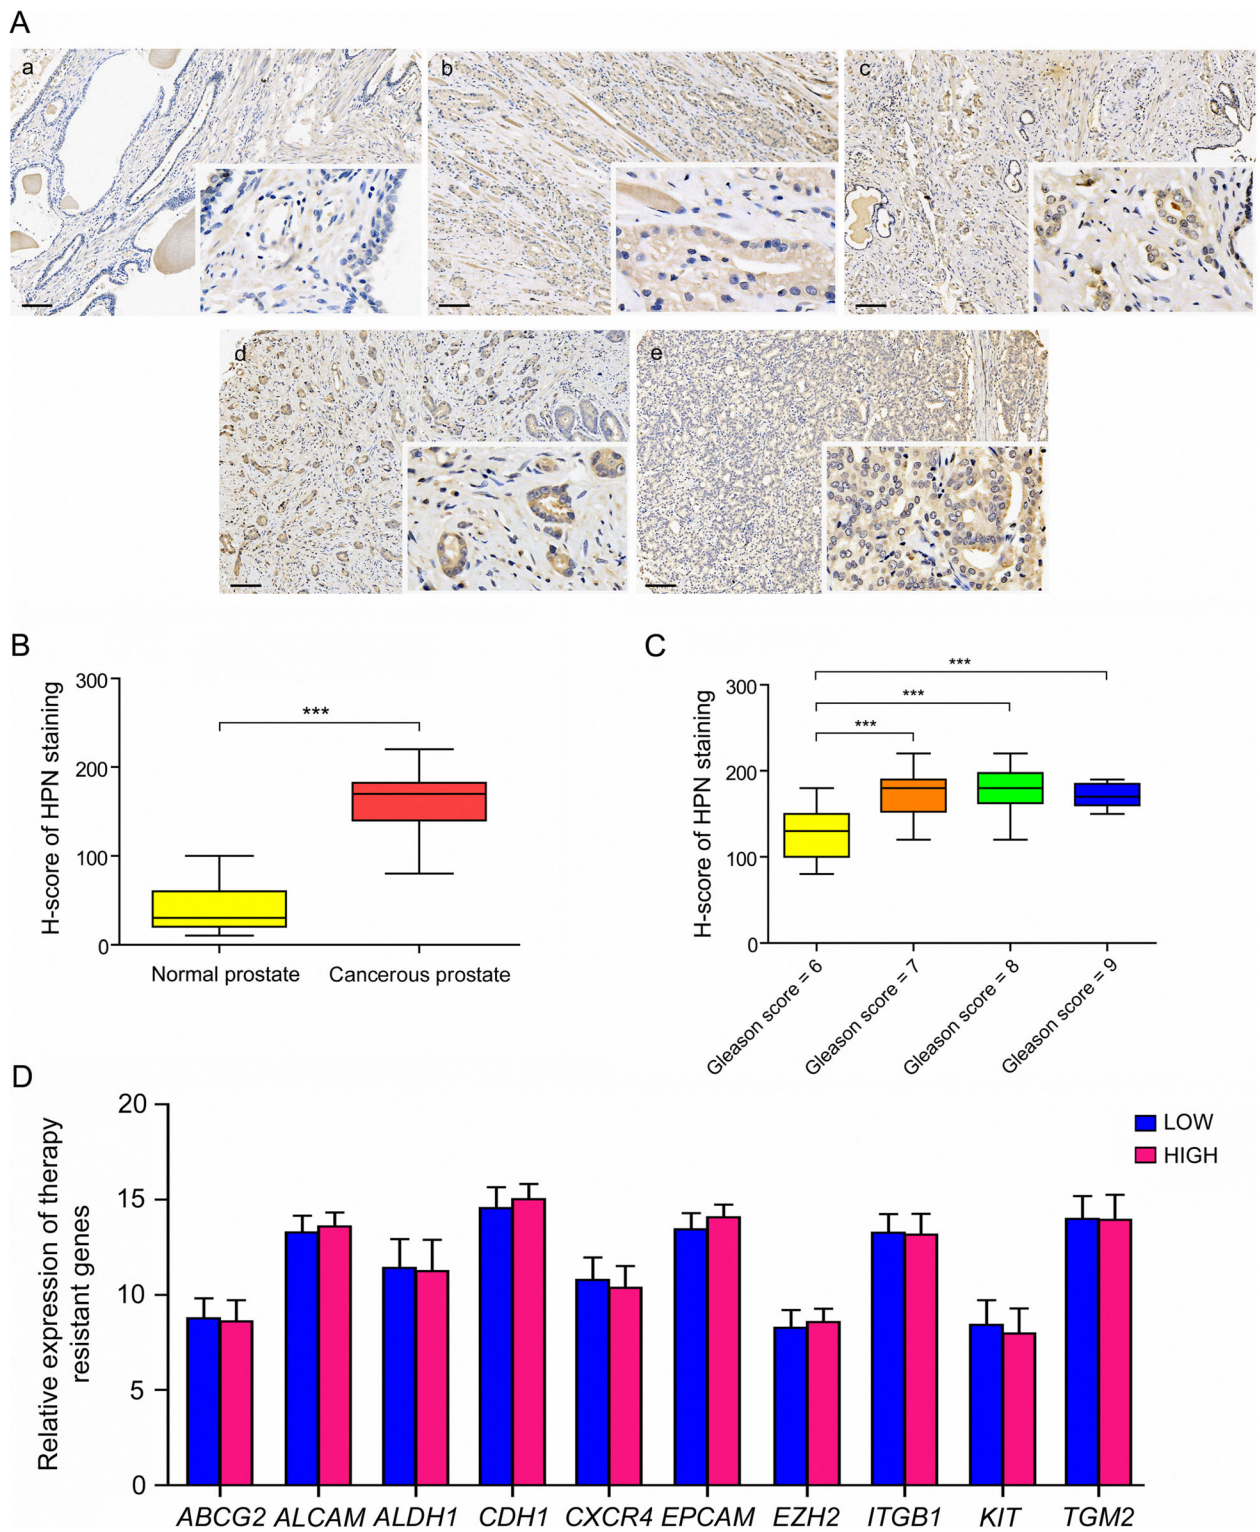 A
a
b
c
d
e
B
H-score of HPN staining
300
200
100
0
***
Normal prostate
Cancerous prostate
C
H-score of HPN staining
300
200
100
0
***
***
***
Gleason score = 6
Gleason score = 7
Gleason score = 8
Gleason score = 9
D
Relative expression of therapy
resistant genes
20
15
10
5
0
LOW
HIGH
ABCG2 ALCAM ALDH1 CDH1 CXCR4 EPCAM EZH2 ITGB1 KIT TGM2